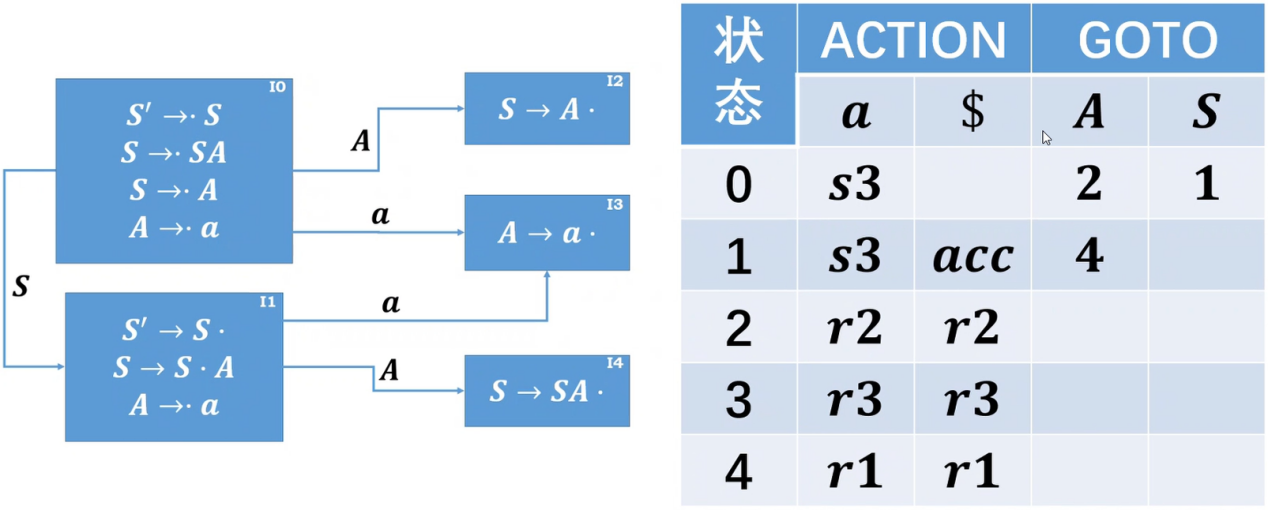 I0
S′ →· S
S →· SA
S →· A
A →· a
A
I2
S → A ·
a
I3
A → a ·
S
I1
S′ → S ·
S → S · A
A →· a
a
A
I4
S → SA ·
状态 ACTION GOTO
a $ A S
0 s3 2 1
1 s3 acc 4
2 r2 r2
3 r3 r3
4 r1 r1